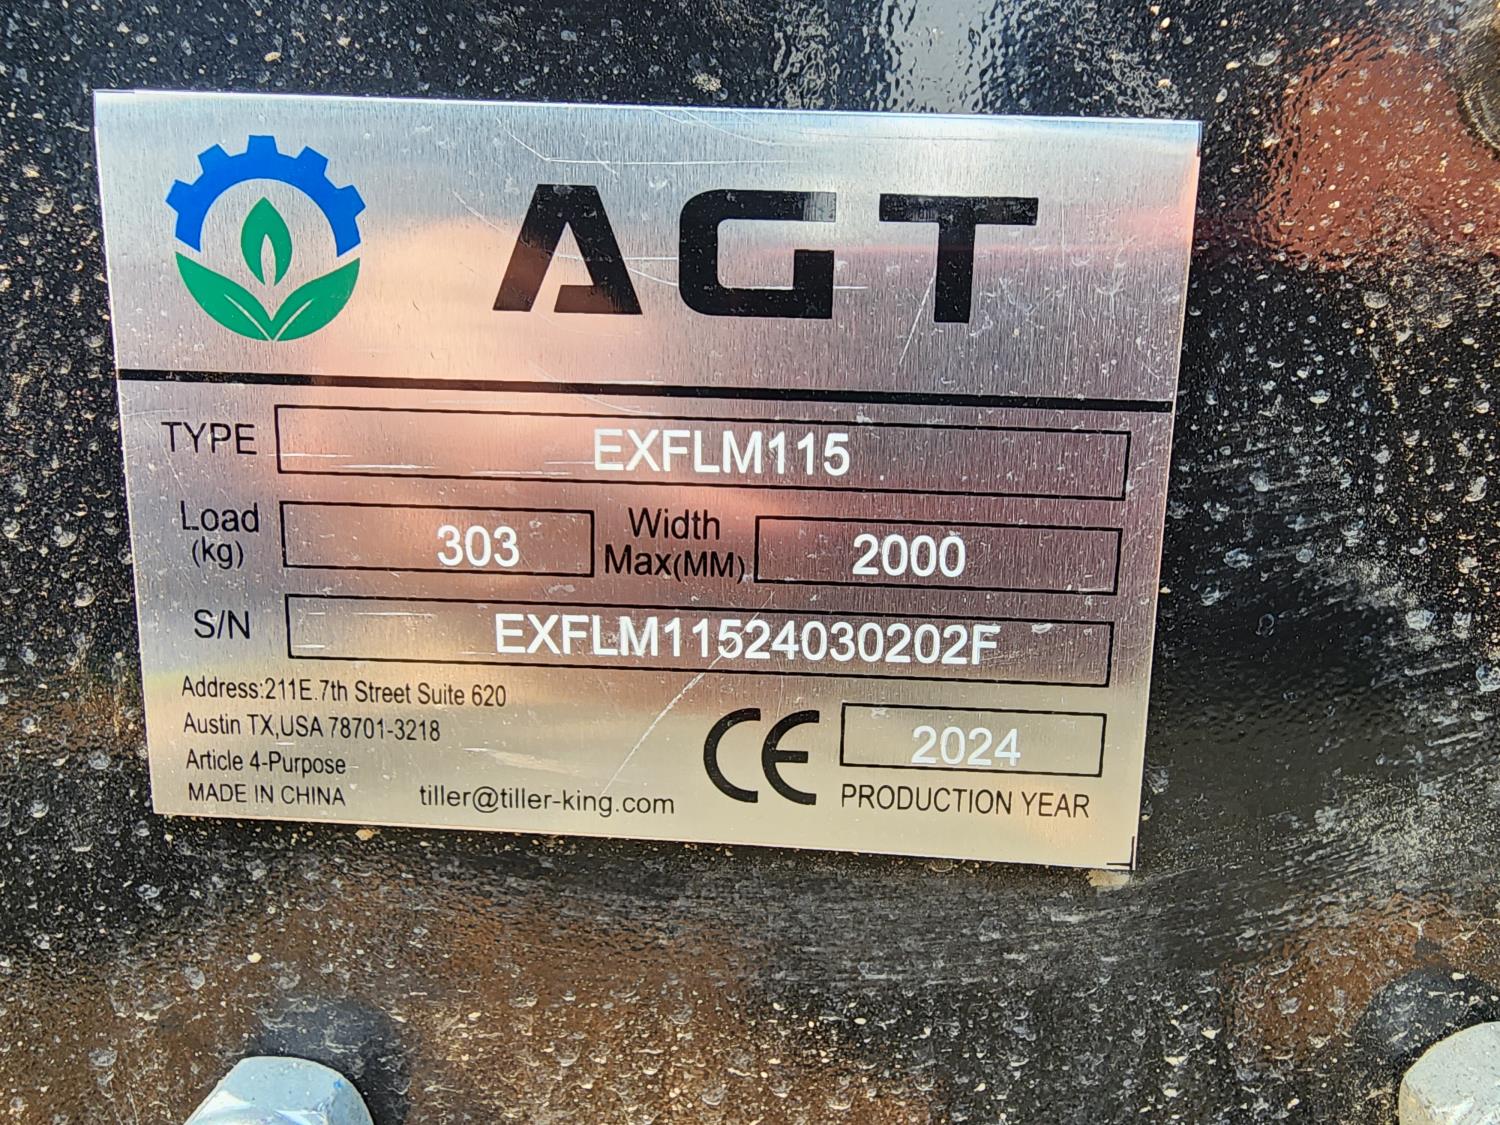 AGT
TYPE EXFLM115
Load (kg) 303 Width Max(MM) 2000
S/N EXFLM11524030202F
Address:211E.7th Street Suite 620
Austin TX,USA 78701-3218
Article 4-Purpose
MADE IN CHINA
tiller@tiller-king.com
CE
2024
PRODUCTION YEAR